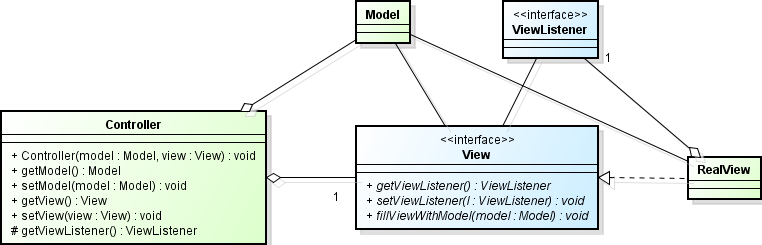 Model
<<interface>>
ViewListener
1
Controller
+ Controller(model : Model, view : View) : void
+ getModel() : Model
+ setModel(model : Model) : void
+ getView() : View
+ setView(view : View) : void
# getViewListener() : ViewListener
1
<<interface>>
View
+ getViewListener() : ViewListener
+ setViewListener(l : ViewListener) : void
+ fillViewWithModel(model : Model) : void
RealView